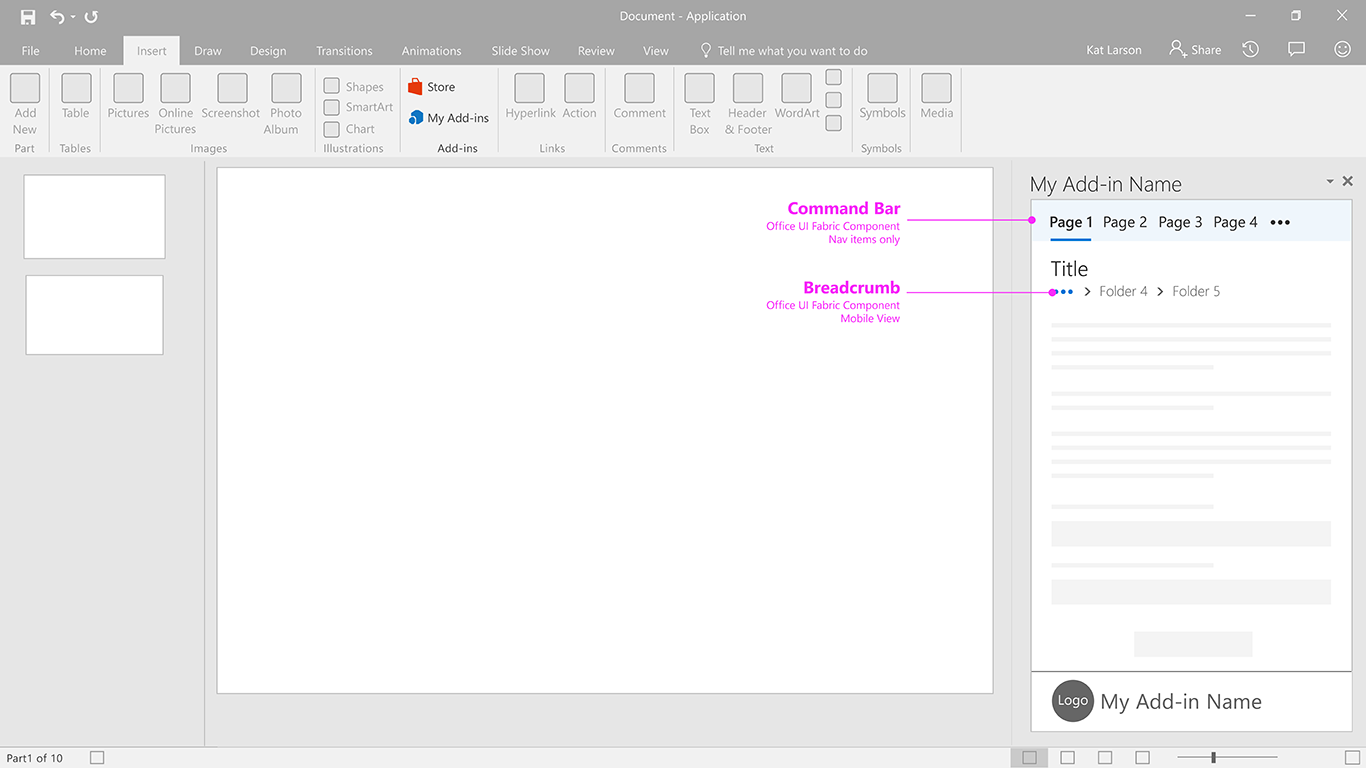 Document - Application
File Home Insert Draw Design Transitions Animations Slide Show Review View Tell me what you want to do Kat Larson Share
Add New
Table
Pictures
Online Pictures
Screenshot
Photo Album
Shapes
SmartArt
Chart
Store
My Add-ins
Hyperlink
Action
Comment
Text Box
Header & Footer
WordArt
Symbols
Media
Part Tables Images Illustrations Add-ins Links Comments Text Symbols
My Add-in Name
Command Bar
Office UI Fabric Component
Nav items only
Page 1 Page 2 Page 3 Page 4 •••
Title
Breadcrumb
Office UI Fabric Component
Mobile View
••• > Folder 4 > Folder 5
Logo My Add-in Name
Part1 of 10